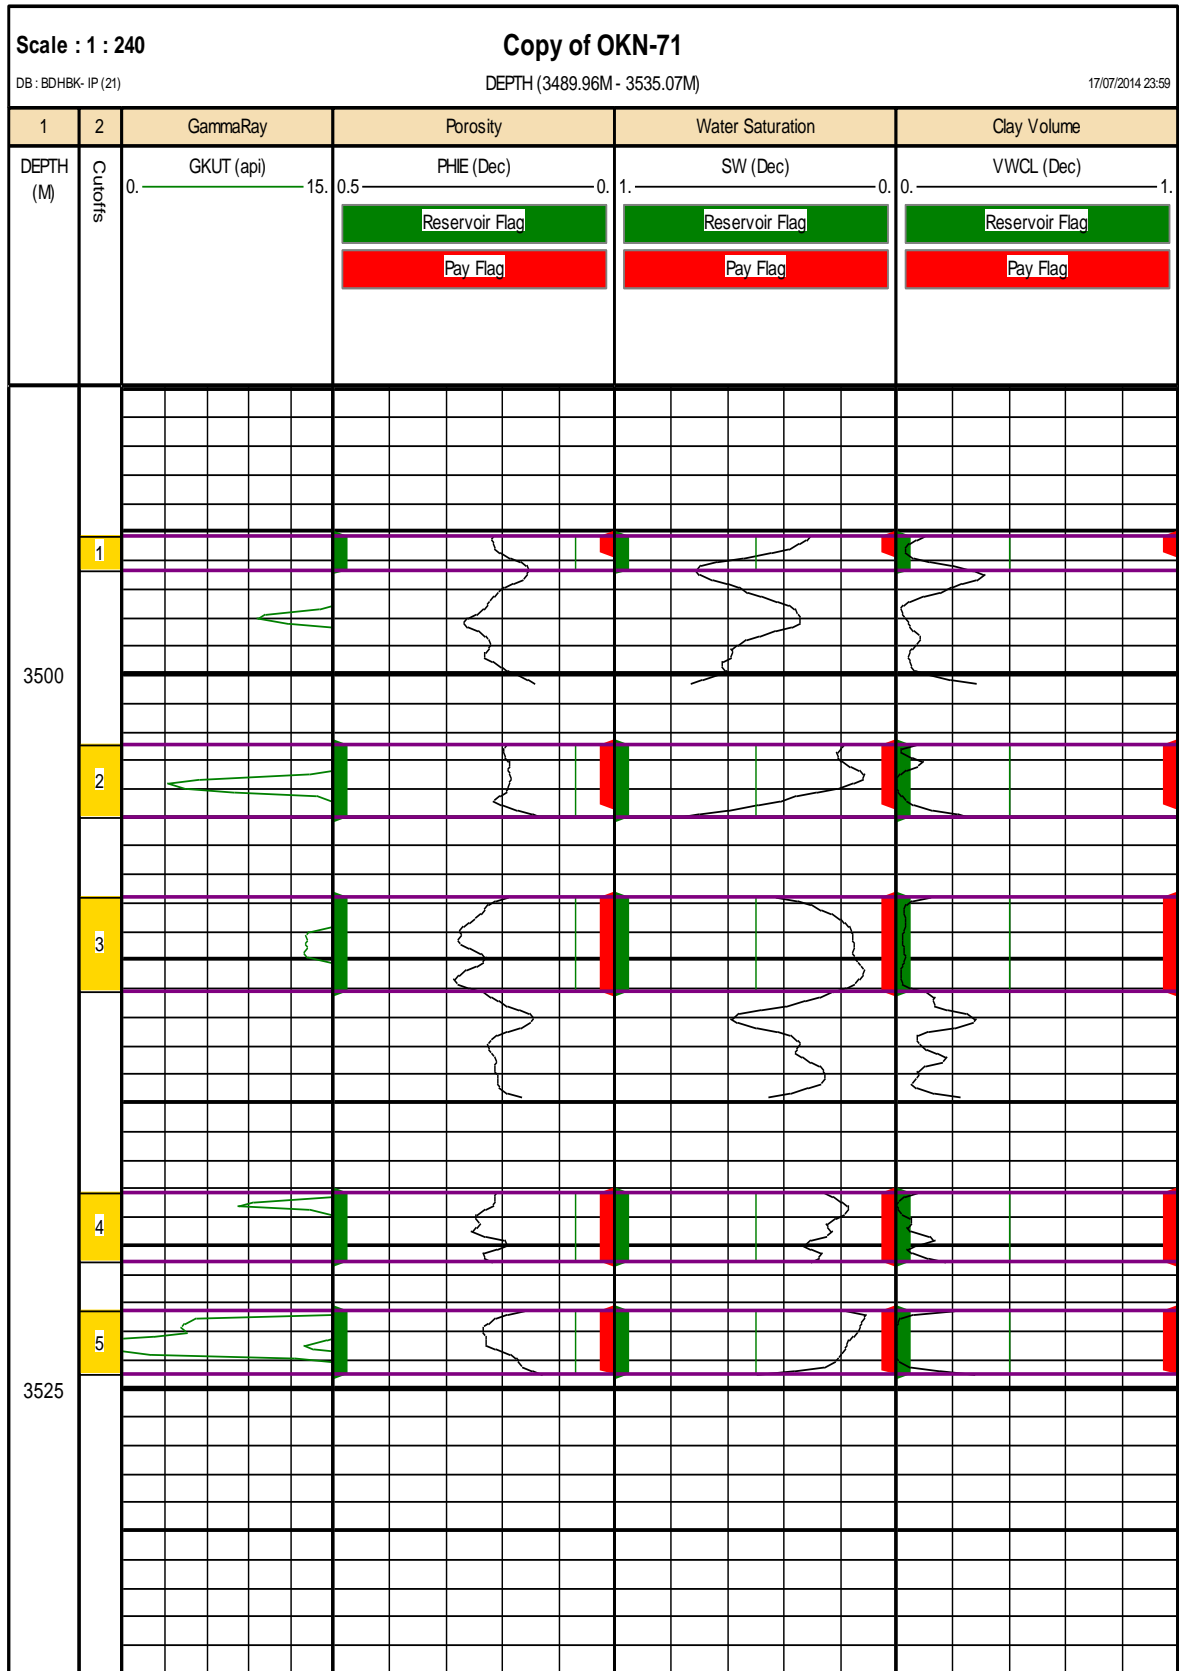 Scale : 1 : 240
Copy of OKN-71
DB : BDHBK- IP (21)
DEPTH (3489.96M - 3535.07M)
17/07/2014 23:59
1 2 GammaRay Porosity Water Saturation Clay Volume
DEPTH (M)
Cutoffs
GKUT (api)
0. 15.
PHIE (Dec)
0.5 0.
Reservoir Flag
Pay Flag
SW (Dec)
1. 0.
Reservoir Flag
Pay Flag
VWCL (Dec)
0. 1.
Reservoir Flag
Pay Flag
1
3500
2
3
4
5
3525